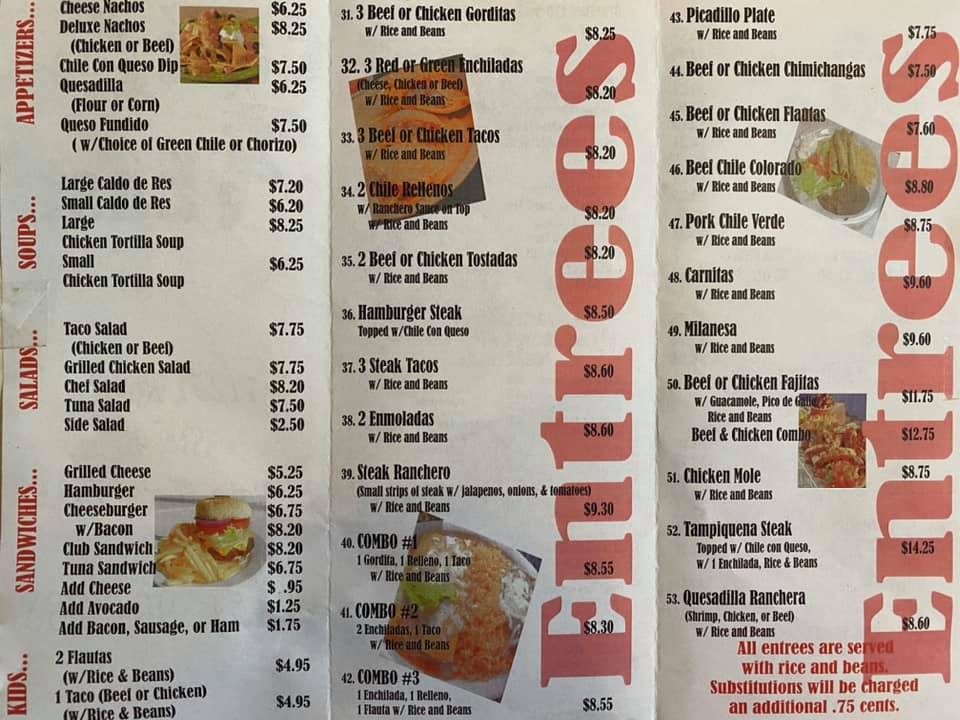 APPETIZERS...
Cheese Nachos $6.25
Deluxe Nachos $8.25
(Chicken or Beef)
Chile Con Queso Dip $7.50
Quesadilla $6.25
(Flour or Corn)
Queso Fundido $7.50
( w/Choice of Green Chile or Chorizo)
SOUPS...
Large Caldo de Res $7.20
Small Caldo de Res $6.20
Large $8.25
Chicken Tortilla Soup
Small $6.25
Chicken Tortilla Soup
SALADS...
Taco Salad $7.75
(Chicken or Beef)
Grilled Chicken Salad $7.75
Chef Salad $8.20
Tuna Salad $7.50
Side Salad $2.50
SANDWICHES...
Grilled Cheese $5.25
Hamburger $6.25
Cheeseburger $6.75
w/Bacon $8.20
Club Sandwich $8.20
Tuna Sandwich $6.75
Add Cheese $ .95
Add Avocado $1.25
Add Bacon, Sausage, or Ham $1.75
KIDS...
2 Flautas $4.95
(w/Rice & Beans)
1 Taco (Beef or Chicken) $4.95
(w/Rice & Beans)
Entrees
31. 3 Beef or Chicken Gorditas $8.25
w/ Rice and Beans
32. 3 Red or Green Enchiladas
(Cheese, Chicken or Beef) $8.20
w/ Rice and Beans
33. 3 Beef or Chicken Tacos
w/ Rice and Beans $8.20
34. 2 Chile Rellenos
w/ Ranchero Sauce on Top $8.20
w/ Rice and Beans
35. 2 Beef or Chicken Tostadas $8.20
w/ Rice and Beans
36. Hamburger Steak $8.50
Topped w/Chile Con Queso
37. 3 Steak Tacos $8.60
w/ Rice and Beans
38. 2 Enmoladas $8.60
w/ Rice and Beans
39. Steak Ranchero
(Small strips of steak w/ jalapenos, onions, & tomatoes)
w/ Rice and Beans $9.30
40. COMBO #1
1 Gordita, 1 Relleno, 1 Taco $8.55
w/ Rice and Beans
41. COMBO #2
2 Enchiladas, 1 Taco $8.30
w/ Rice and Beans
42. COMBO #3
1 Enchilada, 1 Relleno,
1 Flauta w/ Rice and Beans $8.55
Entrees
43. Picadillo Plate
w/ Rice and Beans $7.75
44. Beef or Chicken Chimichangas $7.50
45. Beef or Chicken Flautas
w/ Rice and Beans $7.60
46. Beef Chile Colorado
w/ Rice and Beans $8.80
47. Pork Chile Verde $8.75
w/ Rice and Beans
48. Carnitas $9.60
w/ Rice and Beans
49. Milanesa $9.60
w/ Rice and Beans
50. Beef or Chicken Fajitas
w/ Guacamole, Pico de Gallo, $11.75
Rice and Beans
Beef & Chicken Combo $12.75
51. Chicken Mole $8.75
w/ Rice and Beans
52. Tampiquena Steak
Topped w/ Chile con Queso, $14.25
w/ 1 Enchilada, Rice & Beans
53. Quesadilla Ranchera
(Shrimp, Chicken, or Beef) $8.60
w/ Rice and Beans
All entrees are served
with rice and beans.
Substitutions will be charged
an additional .75 cents.